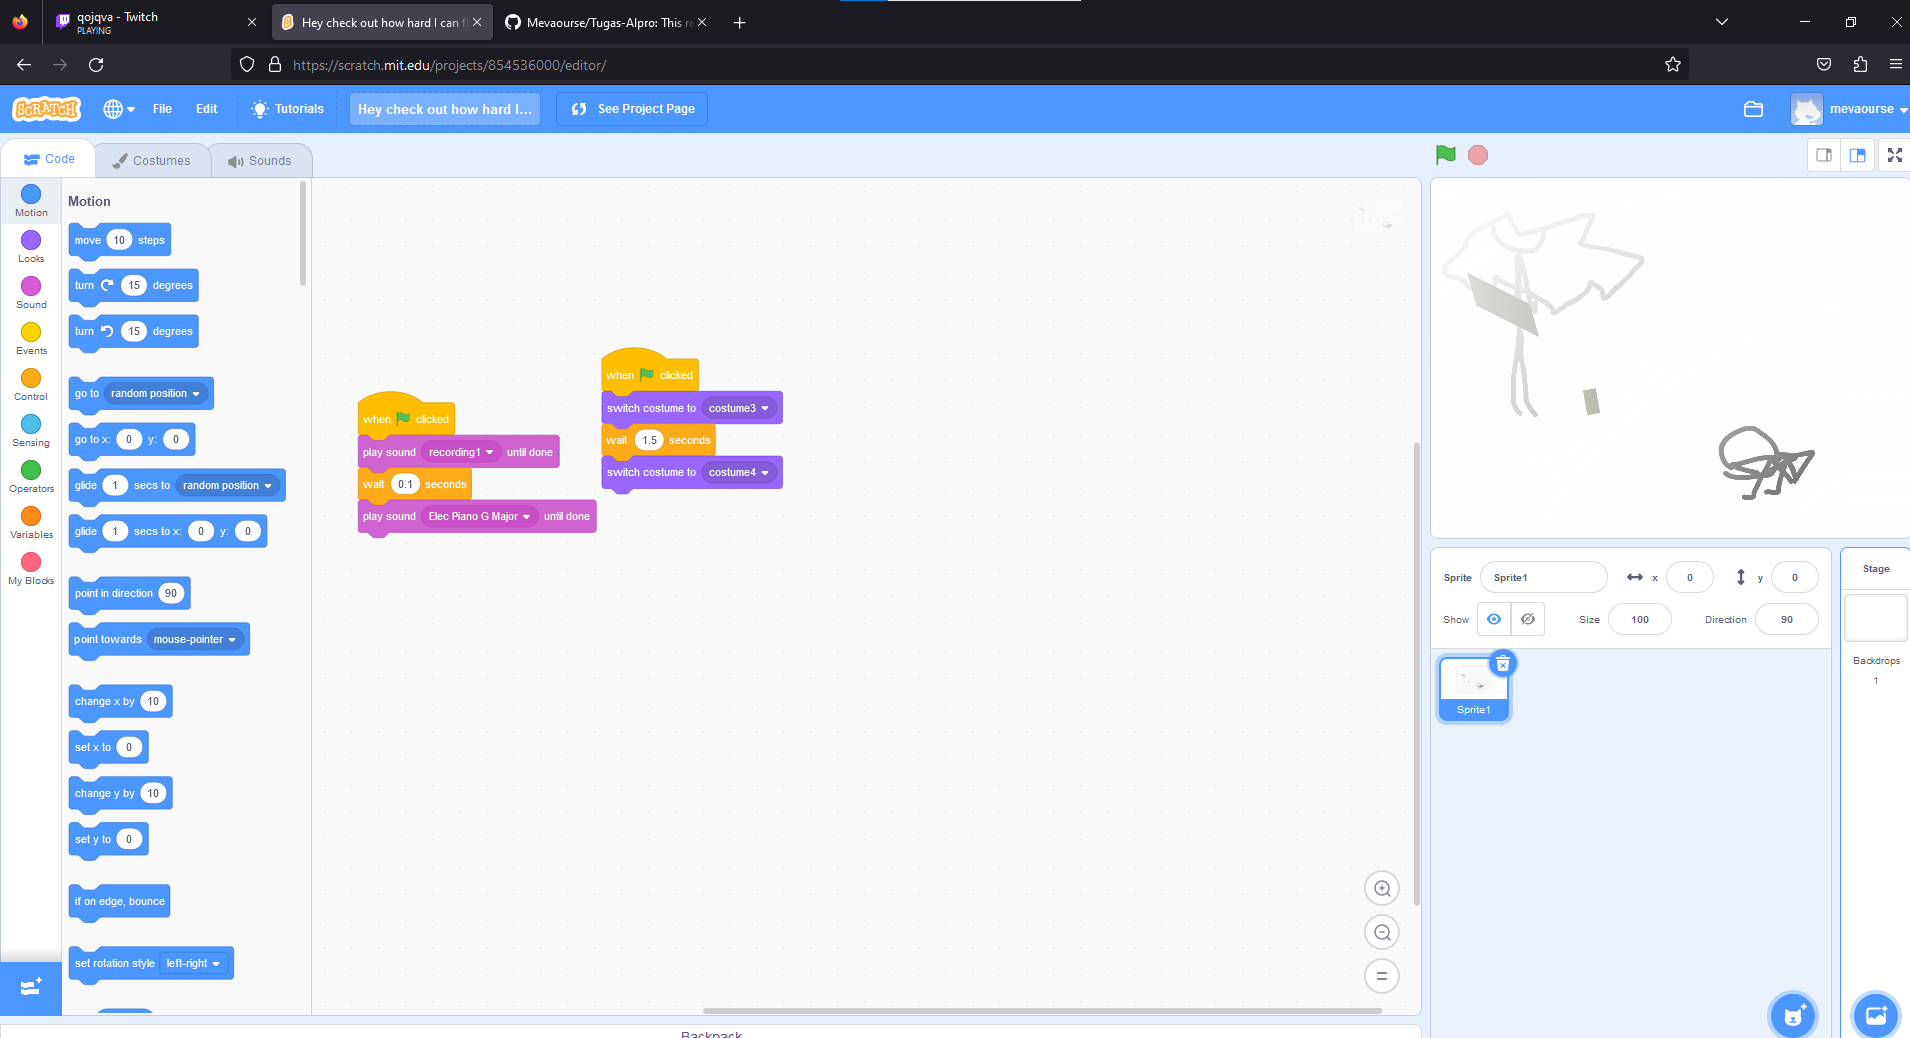 qojqva - Twitch
PLAYING
Hey check out how hard I can f
Mevaourse/Tugas-Alpro: This re
https://scratch.mit.edu/projects/854536000/editor/
SCRATCH
File
Edit
Tutorials
Hey check out how hard I...
See Project Page
mevaourse
Code
Costumes
Sounds
Motion
Looks
Sound
Events
Control
Sensing
Operators
Variables
My Blocks
Motion
move 10 steps
turn 15 degrees
turn 15 degrees
go to random position
go to x: 0 y: 0
glide 1 secs to random position
glide 1 secs to x: 0 y: 0
point in direction 90
point towards mouse-pointer
change x by 10
set x to 0
change y by 10
set y to 0
if on edge, bounce
set rotation style left-right
when clicked
play sound recording1 until done
wait 0.1 seconds
play sound Elec Piano G Major until done
when clicked
switch costume to costume3
wait 1.5 seconds
switch costume to costume4
Sprite Sprite1 x 0 y 0
Show Size 100 Direction 90
Sprite1
Stage
Backdrops
1
Backpack